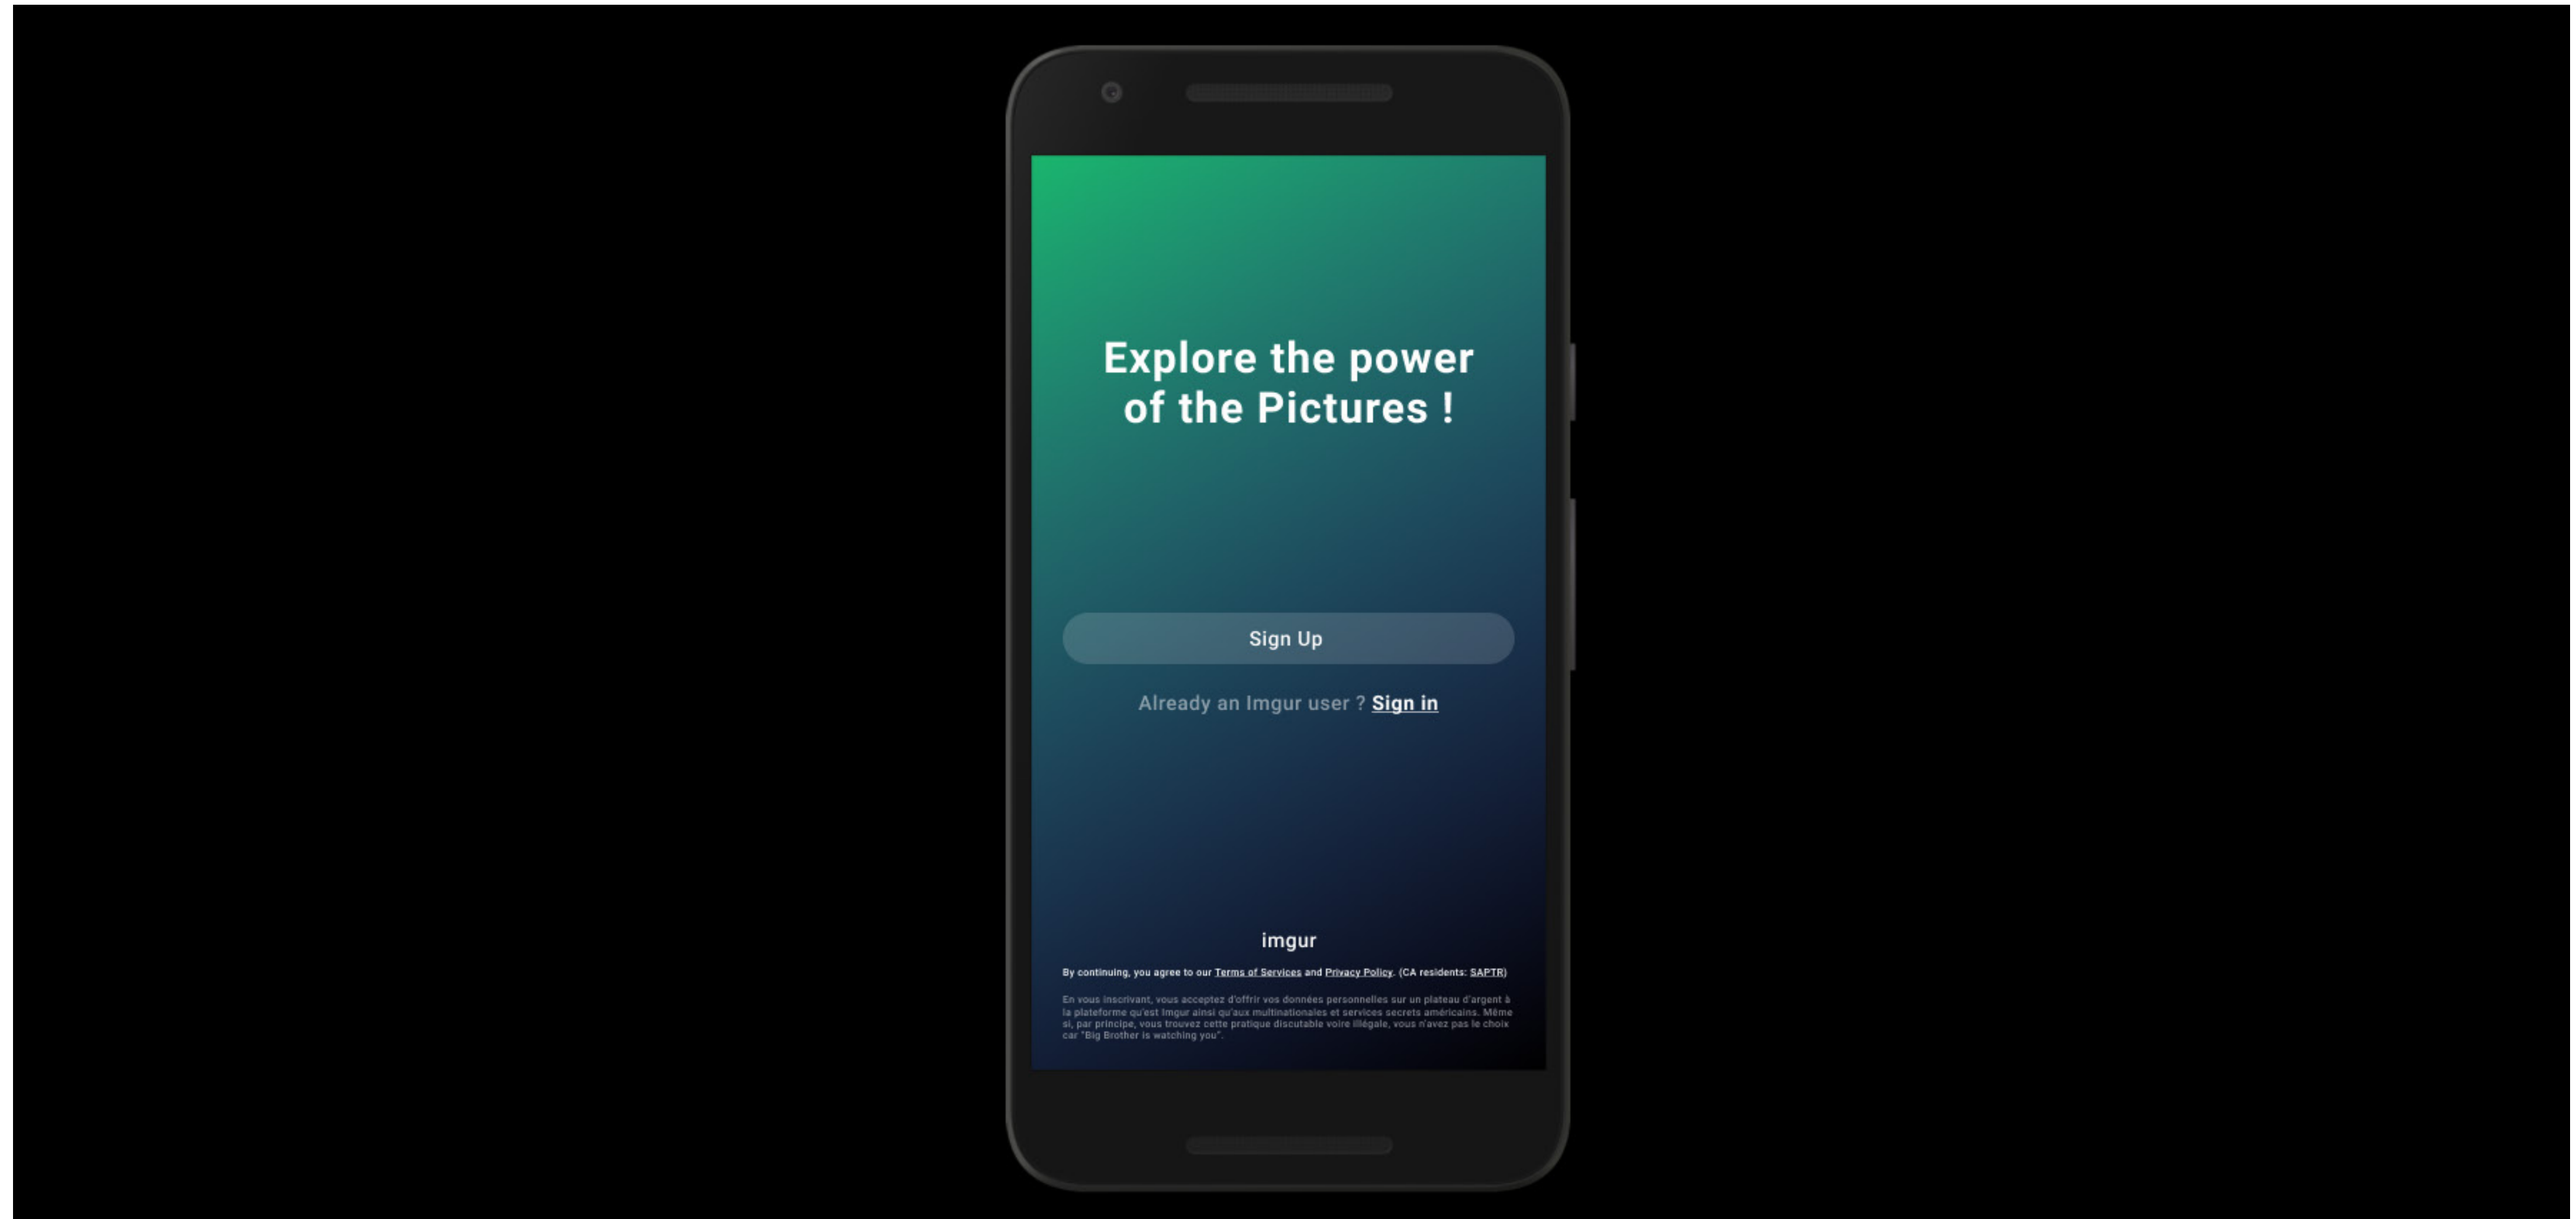 Explore the power
of the Pictures !
Sign Up
Already an Imgur user ? Sign in
imgur
By continuing, you agree to our Terms of Services and Privacy Policy. (CA residents: SAPTR)
En vous inscrivant, vous acceptez d'offrir vos données personnelles sur un plateau d'argent à
la plateforme qu'est Imgur ainsi qu'aux multinationales et services secrets américains. Même
si, par principe, vous trouvez cette pratique discutable voire illégale, vous n'avez pas le choix
car "Big Brother is watching you".